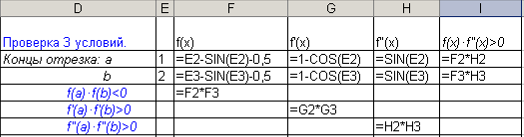 D E F G H I
Проверка 3 условий. f(x) f'(x) f"(x) f(x)·f"(x)>0
Концы отрезка: a 1 =E2-SIN(E2)-0,5 =1-COS(E2) =SIN(E2) =F2*H2
b 2 =E3-SIN(E3)-0,5 =1-COS(E3) =SIN(E3) =F3*H3
f(a)·f(b)<0 =F2*F3
f'(a)·f'(b)>0 =G2*G3
f"(a)·f"(b)>0 =H2*H3